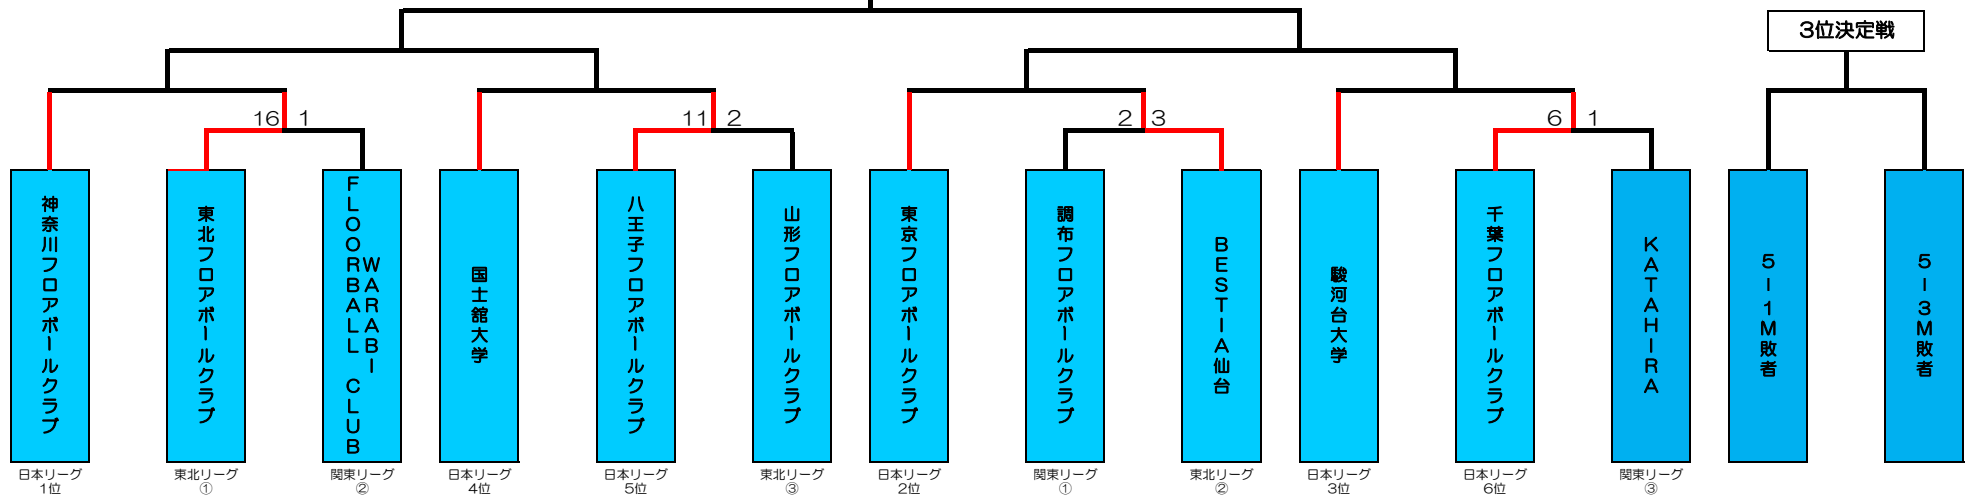 3位決定戦
16 1
11 2
2 3
6 1
神奈川フロアボールクラブ
東北フロアボールクラブ
WARABI
FLOORBALL CLUB
国士舘大学
八王子フロアボールクラブ
山形フロアボールクラブ
東京フロアボールクラブ
調布フロアボールクラブ
BESTIA仙台
駿河台大学
千葉フロアボールクラブ
KATAHIRA
5-1M敗者
5-3M敗者
日本リーグ
1位
東北リーグ
①
関東リーグ
②
日本リーグ
4位
日本リーグ
5位
東北リーグ
③
日本リーグ
2位
関東リーグ
①
東北リーグ
②
日本リーグ
3位
日本リーグ
6位
関東リーグ
③